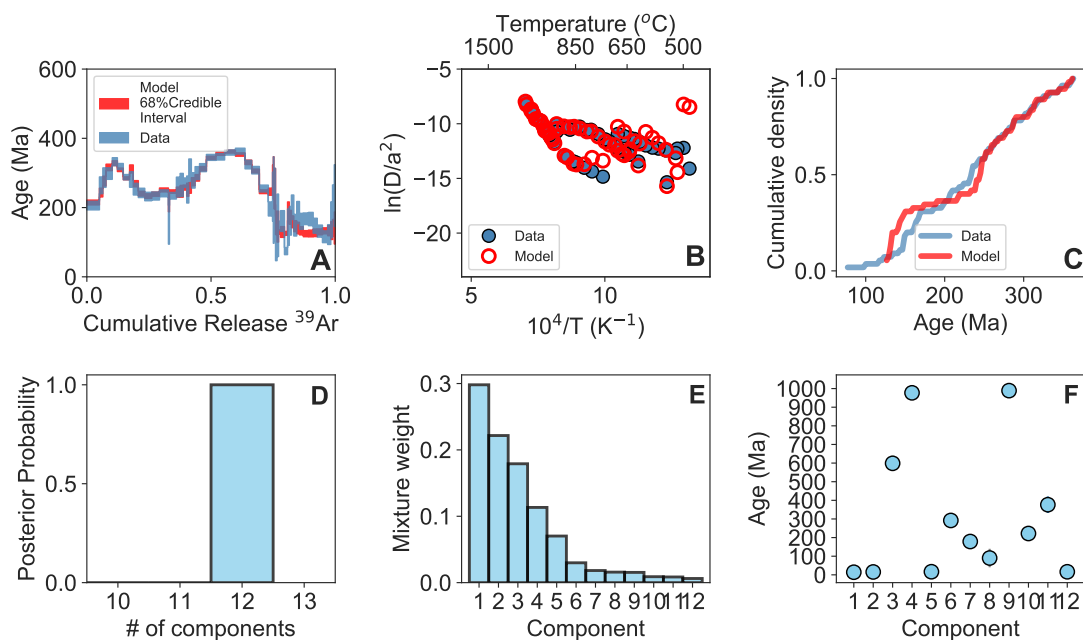 600
400
200
0
Age (Ma)
Model
68%Credible
Interval
Data
A
0.0
0.5
1.0
Cumulative Release ³⁹Ar
Temperature (°C)
1500
850
650
500
−5
−10
−15
−20
ln(D/a²)
Data
Model
B
5
10
10⁴/T (K⁻¹)
C
1.0
0.5
0.0
Cumulative density
Data
Model
200
300
100
Age (Ma)
D
1.0
0.5
0.0
Posterior Probability
10
11
12
13
# of components
E
0.3
0.2
0.1
0.0
Mixture weight
1 2 3 4 5 6 7 8 9 10 11 12
Component
F
1000
900
800
700
600
500
400
300
200
100
0
Age (Ma)
1 2 3 4 5 6 7 8 9 10 11 12
Component